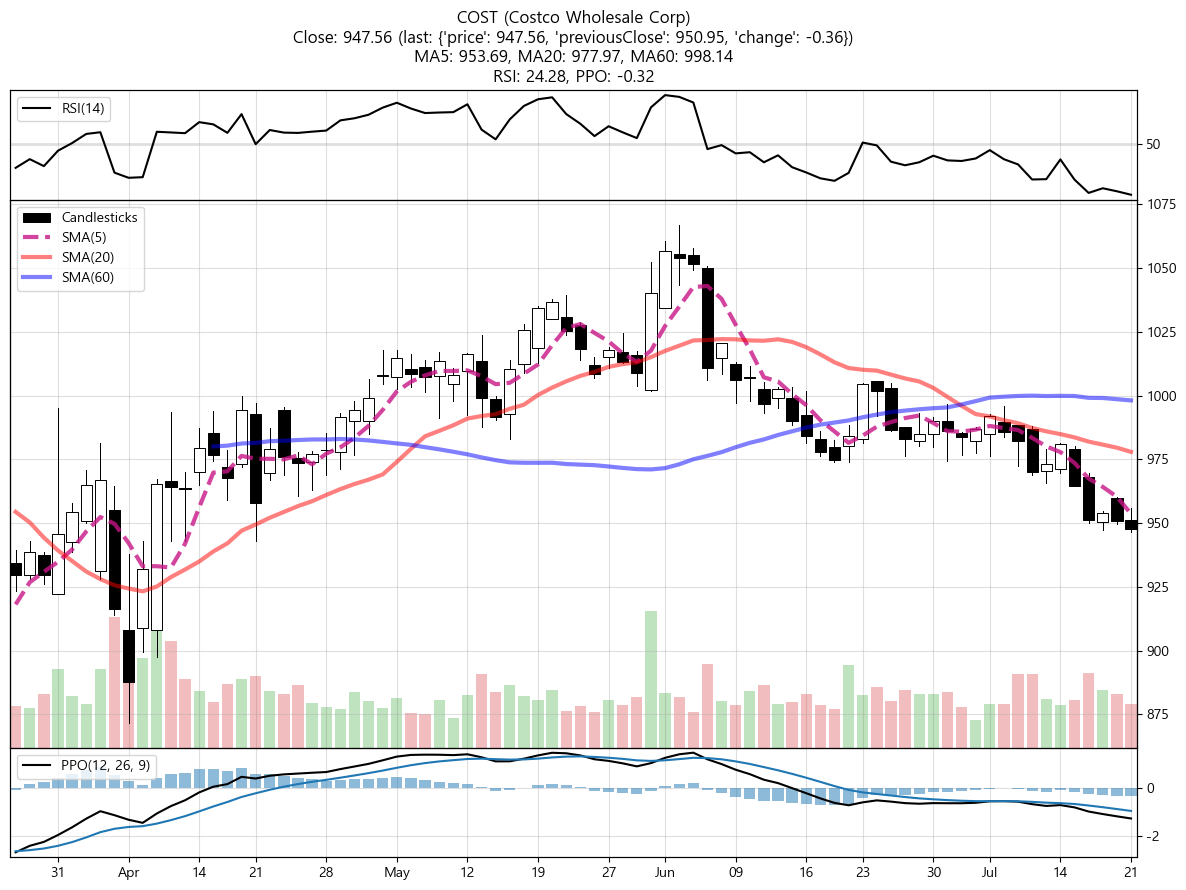 COST (Costco Wholesale Corp)
Close: 947.56 (last: {'price': 947.56, 'previousClose': 950.95, 'change': -0.36})
MA5: 953.69, MA20: 977.97, MA60: 998.14
RSI: 24.28, PPO: -0.32
RSI(14)
50
Candlesticks
SMA(5)
SMA(20)
SMA(60)
1075
1050
1025
1000
975
950
925
900
875
PPO(12, 26, 9)
0
-2
31 Apr 14 21 28 May 12 19 27 Jun 09 16 23 30 Jul 14 21